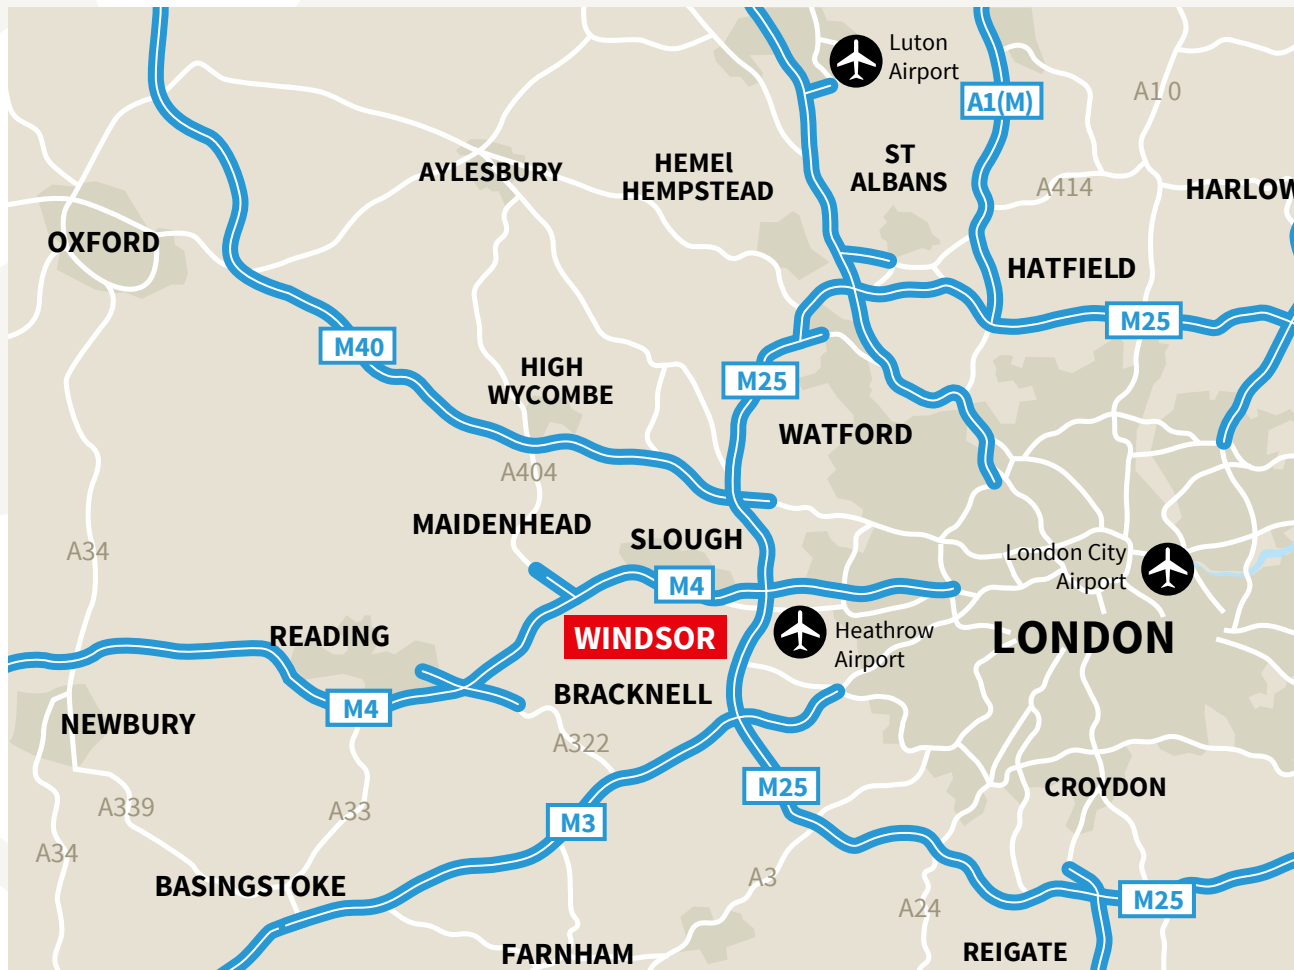 Luton
Airport
A1(M)
A10
ST
ALBANS
HEMEl
HEMPSTEAD
AYLESBURY
A414
HARLOW
OXFORD
HATFIELD
M25
M40
HIGH
WYCOMBE
M25
WATFORD
A404
MAIDENHEAD
SLOUGH
A34
London City
Airport
M4
READING
WINDSOR
Heathrow
Airport
LONDON
BRACKNELL
M4
NEWBURY
A322
M25
CROYDON
A339
A33
M3
A34
A3
BASINGSTOKE
A24
M25
FARNHAM
REIGATE